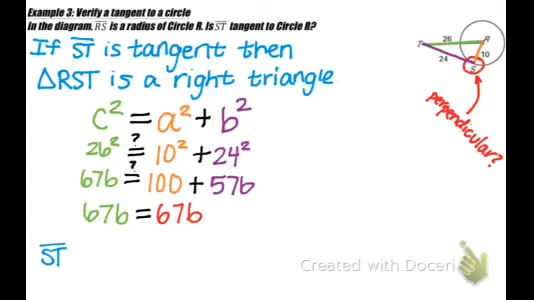 Example 3: Verify a tangent to a circle
In the diagram, RS is a radius of Circle R. Is ST tangent to Circle R?
If ST is tangent then
△RST is a right triangle
T 26 R
10
24
S
perpendicular?
c² = a² + b²
26² ?= 10² + 24²
676 ?= 100 + 576
676 = 676
ST
Created with Doceri